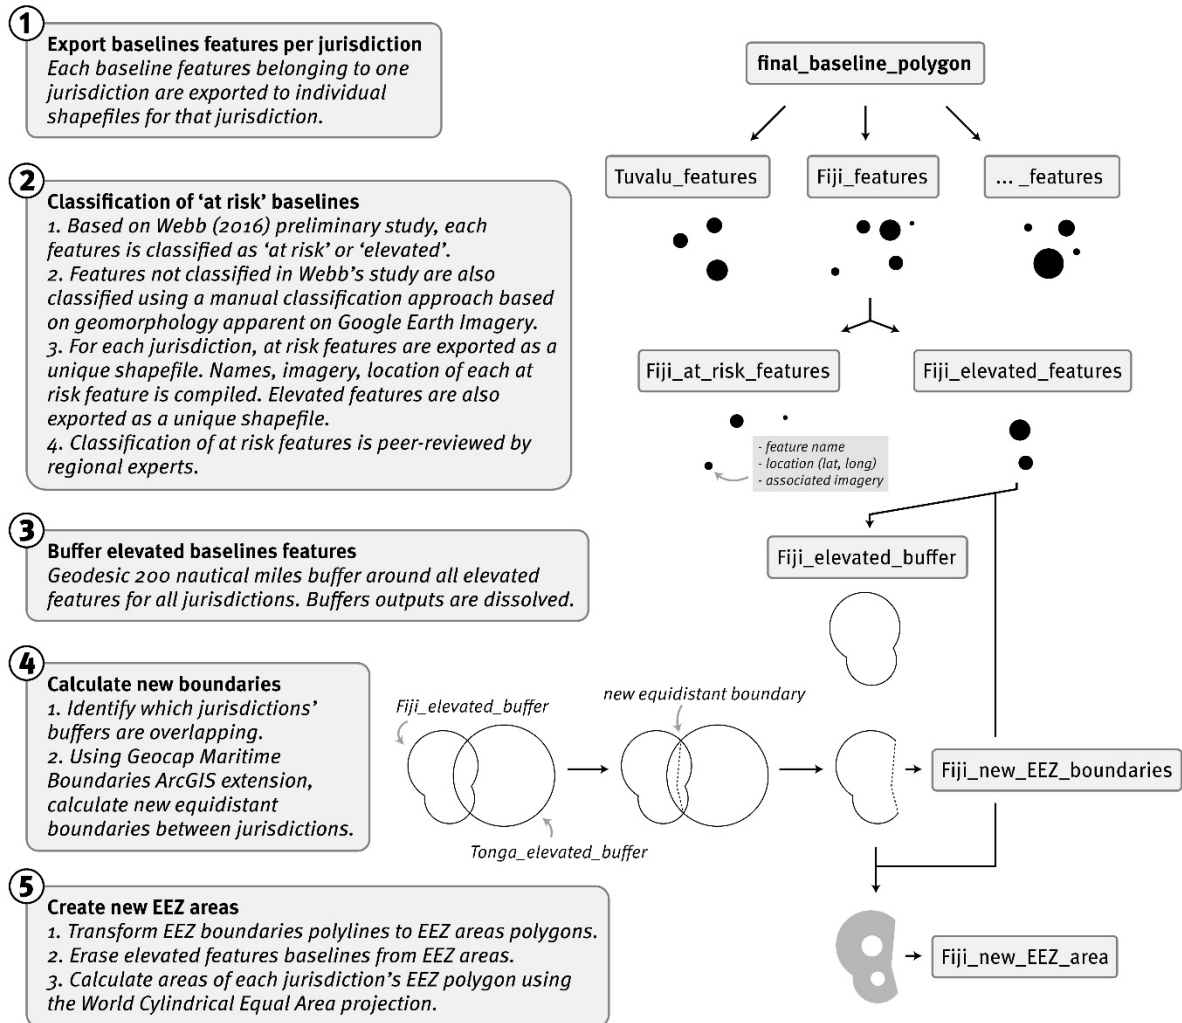 1
Export baselines features per jurisdiction
Each baseline features belonging to one
jurisdiction are exported to individual
shapefiles for that jurisdiction.
final_baseline_polygon
Tuvalu_features
Fiji_features
... _features
2
Classification of ‘at risk’ baselines
1. Based on Webb (2016) preliminary study, each
features is classified as ‘at risk’ or ‘elevated’.
2. Features not classified in Webb’s study are also
classified using a manual classification approach based
on geomorphology apparent on Google Earth Imagery.
3. For each jurisdiction, at risk features are exported as a
unique shapefile. Names, imagery, location of each at
risk feature is compiled. Elevated features are also
exported as a unique shapefile.
4. Classification of at risk features is peer-reviewed by
regional experts.
Fiji_at_risk_features
Fiji_elevated_features
- feature name
- location (lat, long)
- associated imagery
3
Buffer elevated baselines features
Geodesic 200 nautical miles buffer around all elevated
features for all jurisdictions. Buffers outputs are dissolved.
Fiji_elevated_buffer
4
Calculate new boundaries
1. Identify which jurisdictions’
buffers are overlapping.
2. Using Geocap Maritime
Boundaries ArcGIS extension,
calculate new equidistant
boundaries between jurisdictions.
Fiji_elevated_buffer
new equidistant boundary
Tonga_elevated_buffer
Fiji_new_EEZ_boundaries
5
Create new EEZ areas
1. Transform EEZ boundaries polylines to EEZ areas polygons.
2. Erase elevated features baselines from EEZ areas.
3. Calculate areas of each jurisdiction’s EEZ polygon using
the World Cylindrical Equal Area projection.
Fiji_new_EEZ_area